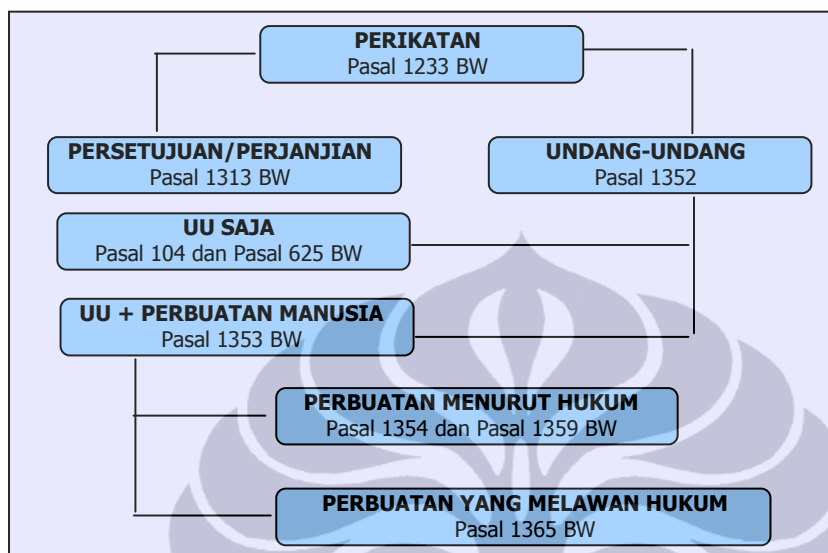 PERIKATAN
Pasal 1233 BW
PERSETUJUAN/PERJANJIAN
Pasal 1313 BW
UNDANG-UNDANG
Pasal 1352
UU SAJA
Pasal 104 dan Pasal 625 BW
UU + PERBUATAN MANUSIA
Pasal 1353 BW
PERBUATAN MENURUT HUKUM
Pasal 1354 dan Pasal 1359 BW
PERBUATAN YANG MELAWAN HUKUM
Pasal 1365 BW